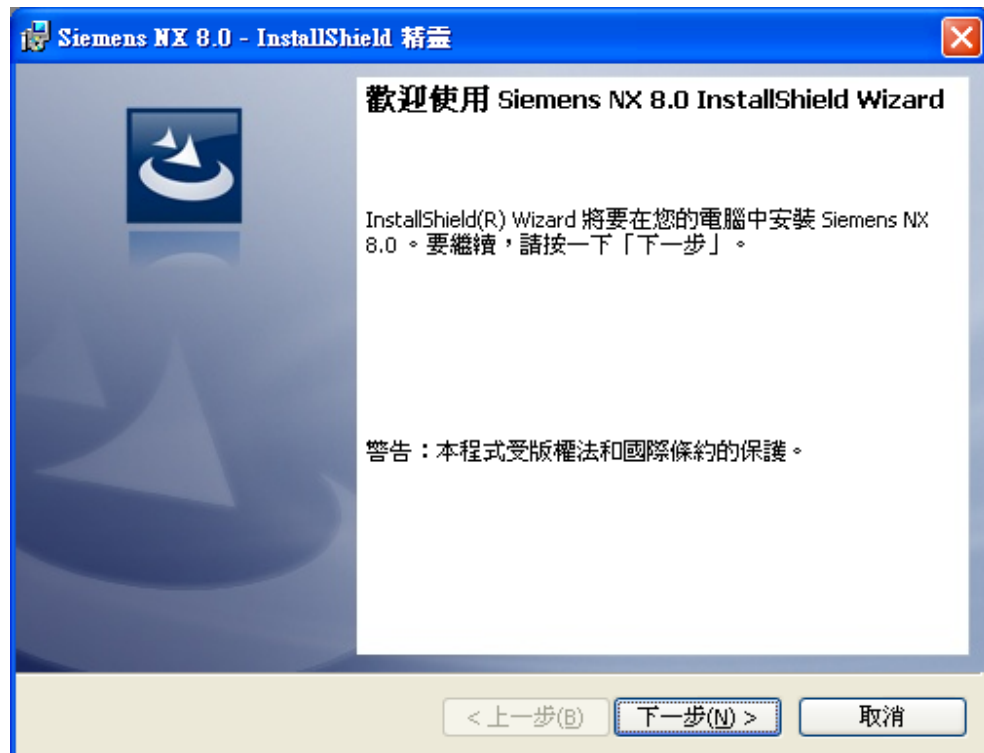 Siemens NX 8.0 - InstallShield 精靈
歡迎使用 Siemens NX 8.0 InstallShield Wizard
InstallShield(R) Wizard 將要在您的電腦中安裝 Siemens NX
8.0 。要繼續，請按一下「下一步」。
警告：本程式受版權法和國際條約的保護。
< 上一步(B) 下一步(N) > 取消